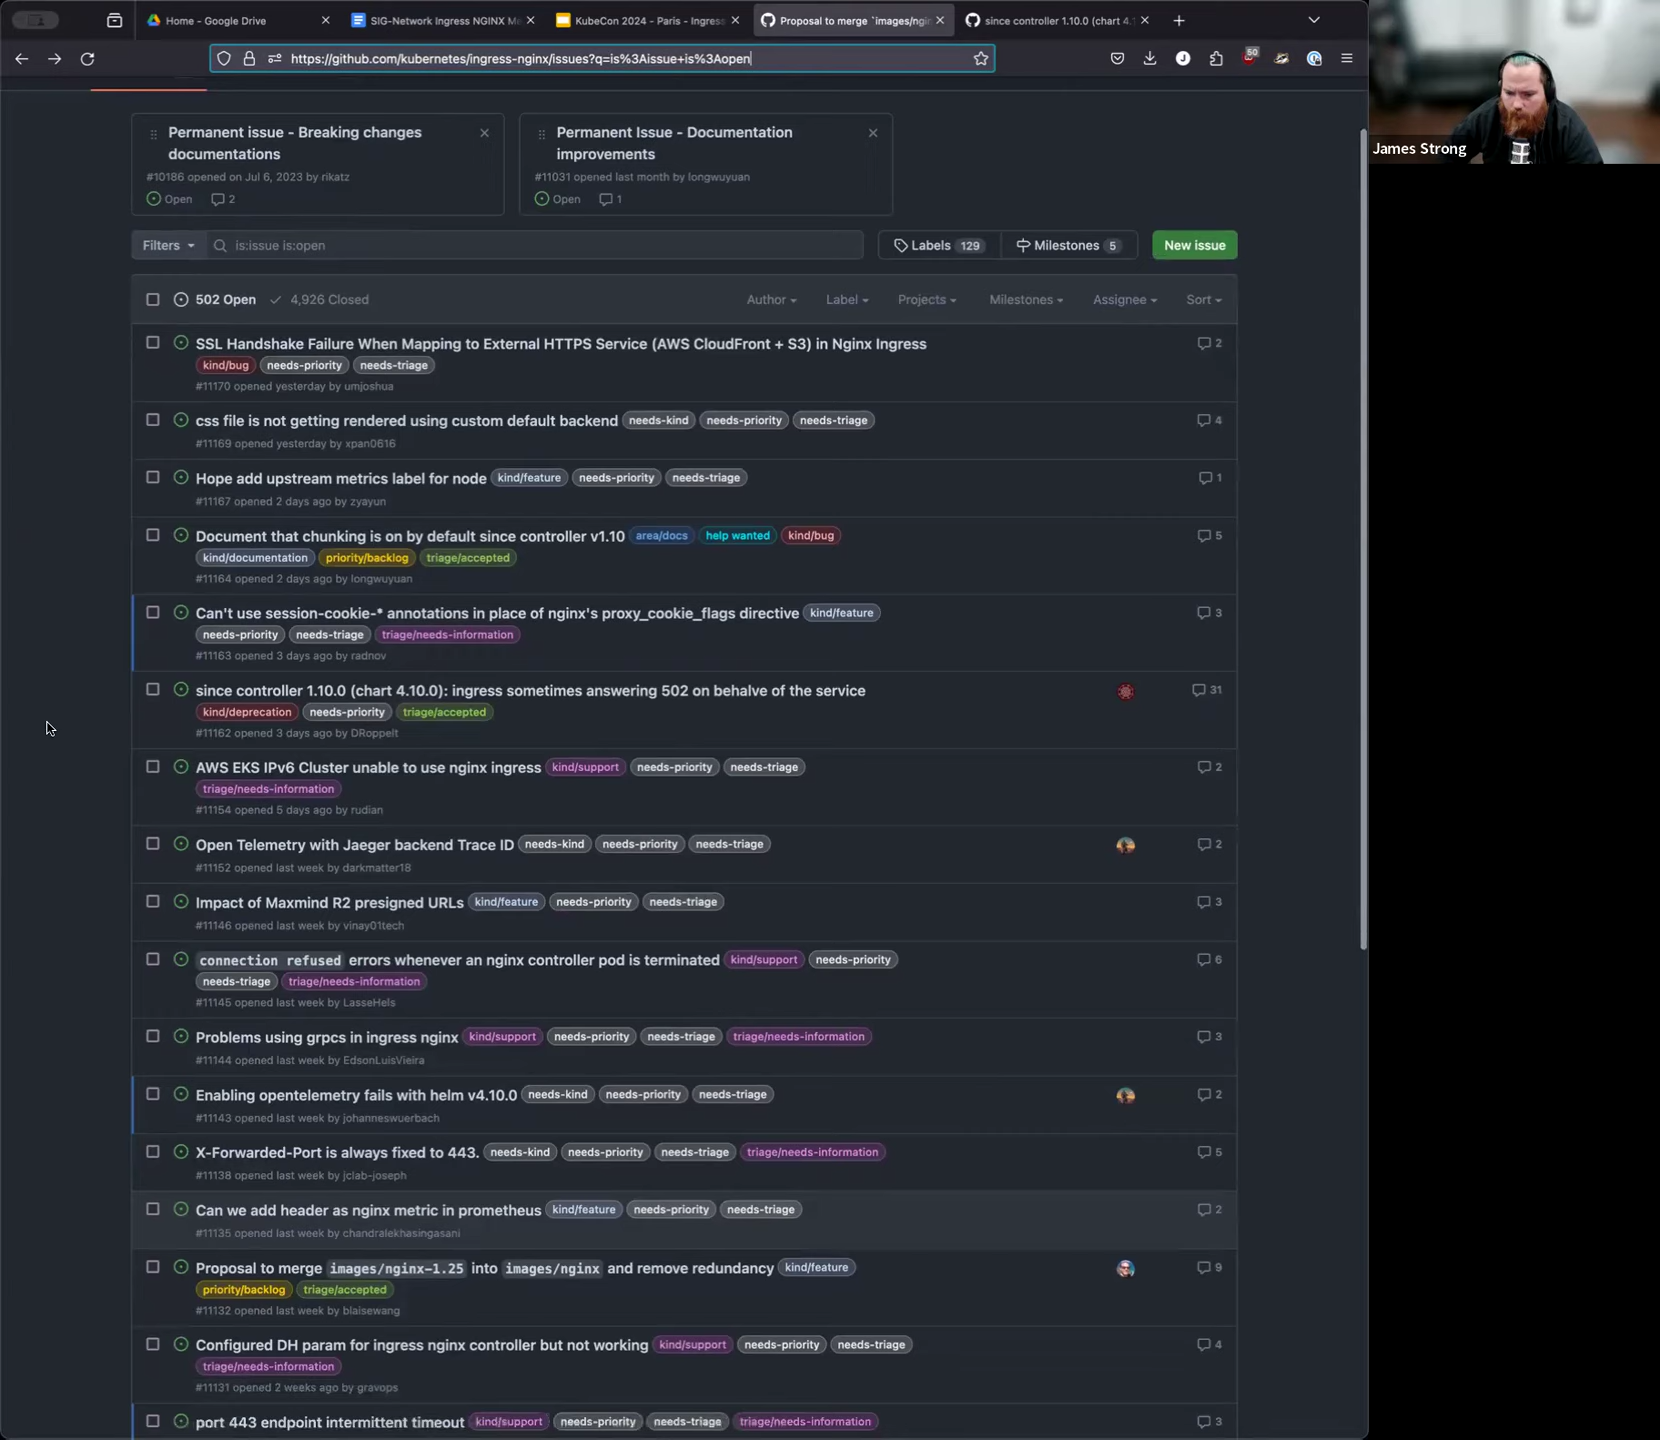 Home - Google Drive
SIG-Network Ingress NGINX Me
KubeCon 2024 - Paris - Ingress
Proposal to merge `images/ngi
since controller 1.10.0 (chart 4.1
https://github.com/kubernetes/ingress-nginx/issues?q=is%3Aissue+is%3Aopen
50
James Strong
Permanent issue - Breaking changes documentations
#10186 opened on Jul 6, 2023 by rikatz
Open 2
Permanent Issue - Documentation improvements
#11031 opened last month by longwuyuan
Open 1
Filters is:issue is:open Labels 129 Milestones 5 New issue
502 Open 4,926 Closed Author Label Projects Milestones Assignee Sort
SSL Handshake Failure When Mapping to External HTTPS Service (AWS CloudFront + S3) in Nginx Ingress 2
kind/bug needs-priority needs-triage
#11170 opened yesterday by umjoshua
css file is not getting rendered using custom default backend needs-kind needs-priority needs-triage 4
#11169 opened yesterday by xpan0616
Hope add upstream metrics label for node kind/feature needs-priority needs-triage 1
#11167 opened 2 days ago by zyayun
Document that chunking is on by default since controller v1.10 area/docs help wanted kind/bug 5
kind/documentation priority/backlog triage/accepted
#11164 opened 2 days ago by longwuyuan
Can't use session-cookie-* annotations in place of nginx's proxy_cookie_flags directive kind/feature 3
needs-priority needs-triage triage/needs-information
#11163 opened 3 days ago by radnov
since controller 1.10.0 (chart 4.10.0): ingress sometimes answering 502 on behalve of the service 31
kind/deprecation needs-priority triage/accepted
#11162 opened 3 days ago by DRoppelt
AWS EKS IPv6 Cluster unable to use nginx ingress kind/support needs-priority needs-triage 2
triage/needs-information
#11154 opened 5 days ago by rudian
Open Telemetry with Jaeger backend Trace ID needs-kind needs-priority needs-triage 2
#11152 opened last week by darkmatter18
Impact of Maxmind R2 presigned URLs kind/feature needs-priority needs-triage 3
#11146 opened last week by vinay01tech
connection refused errors whenever an nginx controller pod is terminated kind/support needs-priority 6
needs-triage triage/needs-information
#11145 opened last week by LasseHels
Problems using grpcs in ingress nginx kind/support needs-priority needs-triage triage/needs-information 3
#11144 opened last week by EdsonLuisVieira
Enabling opentelemetry fails with helm v4.10.0 needs-kind needs-priority needs-triage 2
#11143 opened last week by johanneswuerbach
X-Forwarded-Port is always fixed to 443. needs-kind needs-priority needs-triage triage/needs-information 5
#11138 opened last week by jclab-joseph
Can we add header as nginx metric in prometheus kind/feature needs-priority needs-triage 2
#11135 opened last week by chandralekhasingasani
Proposal to merge images/nginx-1.25 into images/nginx and remove redundancy kind/feature 9
priority/backlog triage/accepted
#11132 opened last week by blaisewang
Configured DH param for ingress nginx controller but not working kind/support needs-priority needs-triage 4
triage/needs-information
#11131 opened 2 weeks ago by gravops
port 443 endpoint intermittent timeout kind/support needs-priority needs-triage triage/needs-information 3